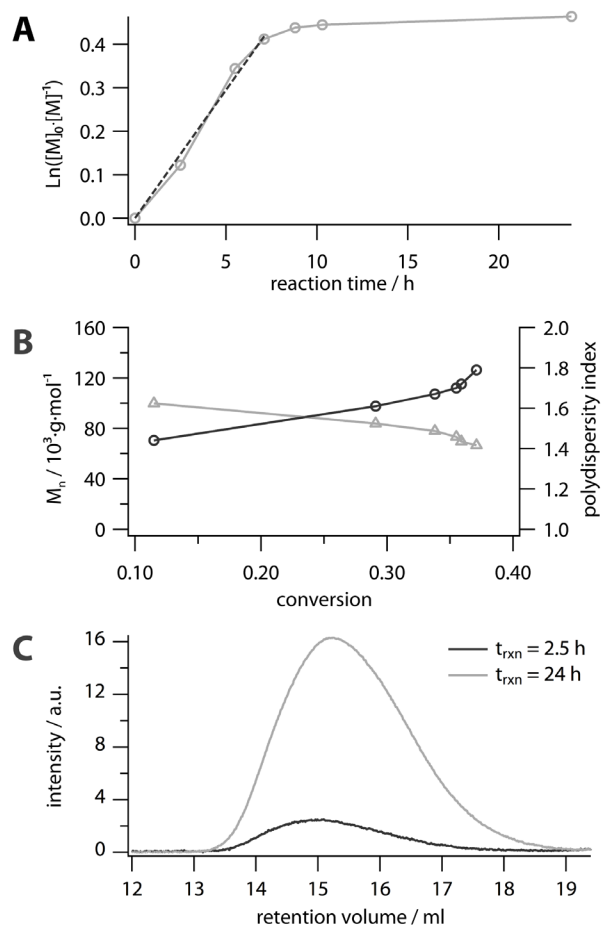 A
0.4
0.3
0.2
0.1
0.0
Ln([M]₀·[M]⁻¹)
0 5 10 15 20
reaction time / h
B
160
120
80
40
0
Mₙ / 10³·g·mol⁻¹
2.0
1.8
1.6
1.4
1.2
1.0
polydispersity index
0.10 0.20 0.30 0.40
conversion
C
16
12
8
4
0
intensity / a.u.
tᵣₓₙ = 2.5 h
tᵣₓₙ = 24 h
12 13 14 15 16 17 18 19
retention volume / ml